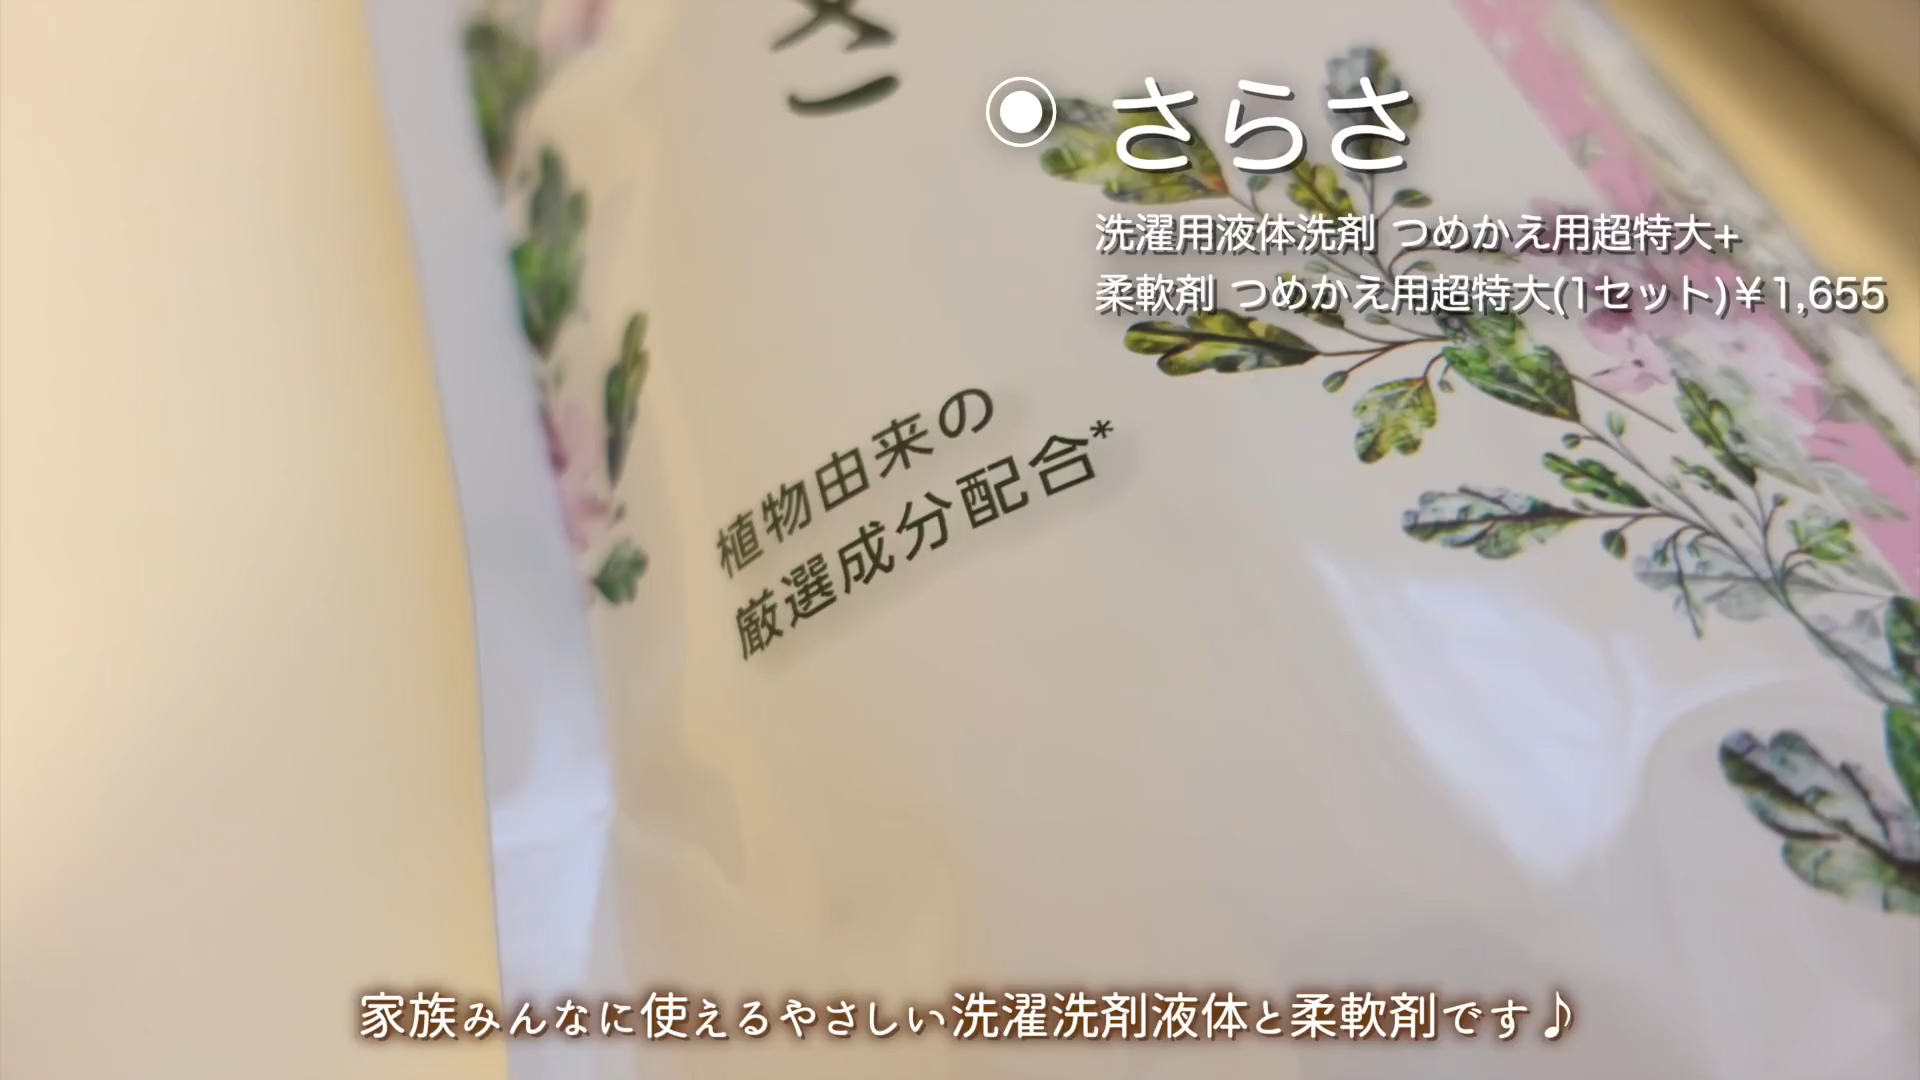 さ
さらさ
洗濯用液体洗剤 つめかえ用超特大+
柔軟剤 つめかえ用超特大(1セット)￥1,655
植物由来の
厳選成分配合*
家族みんなに使えるやさしい洗濯洗剤液体と柔軟剤です♪